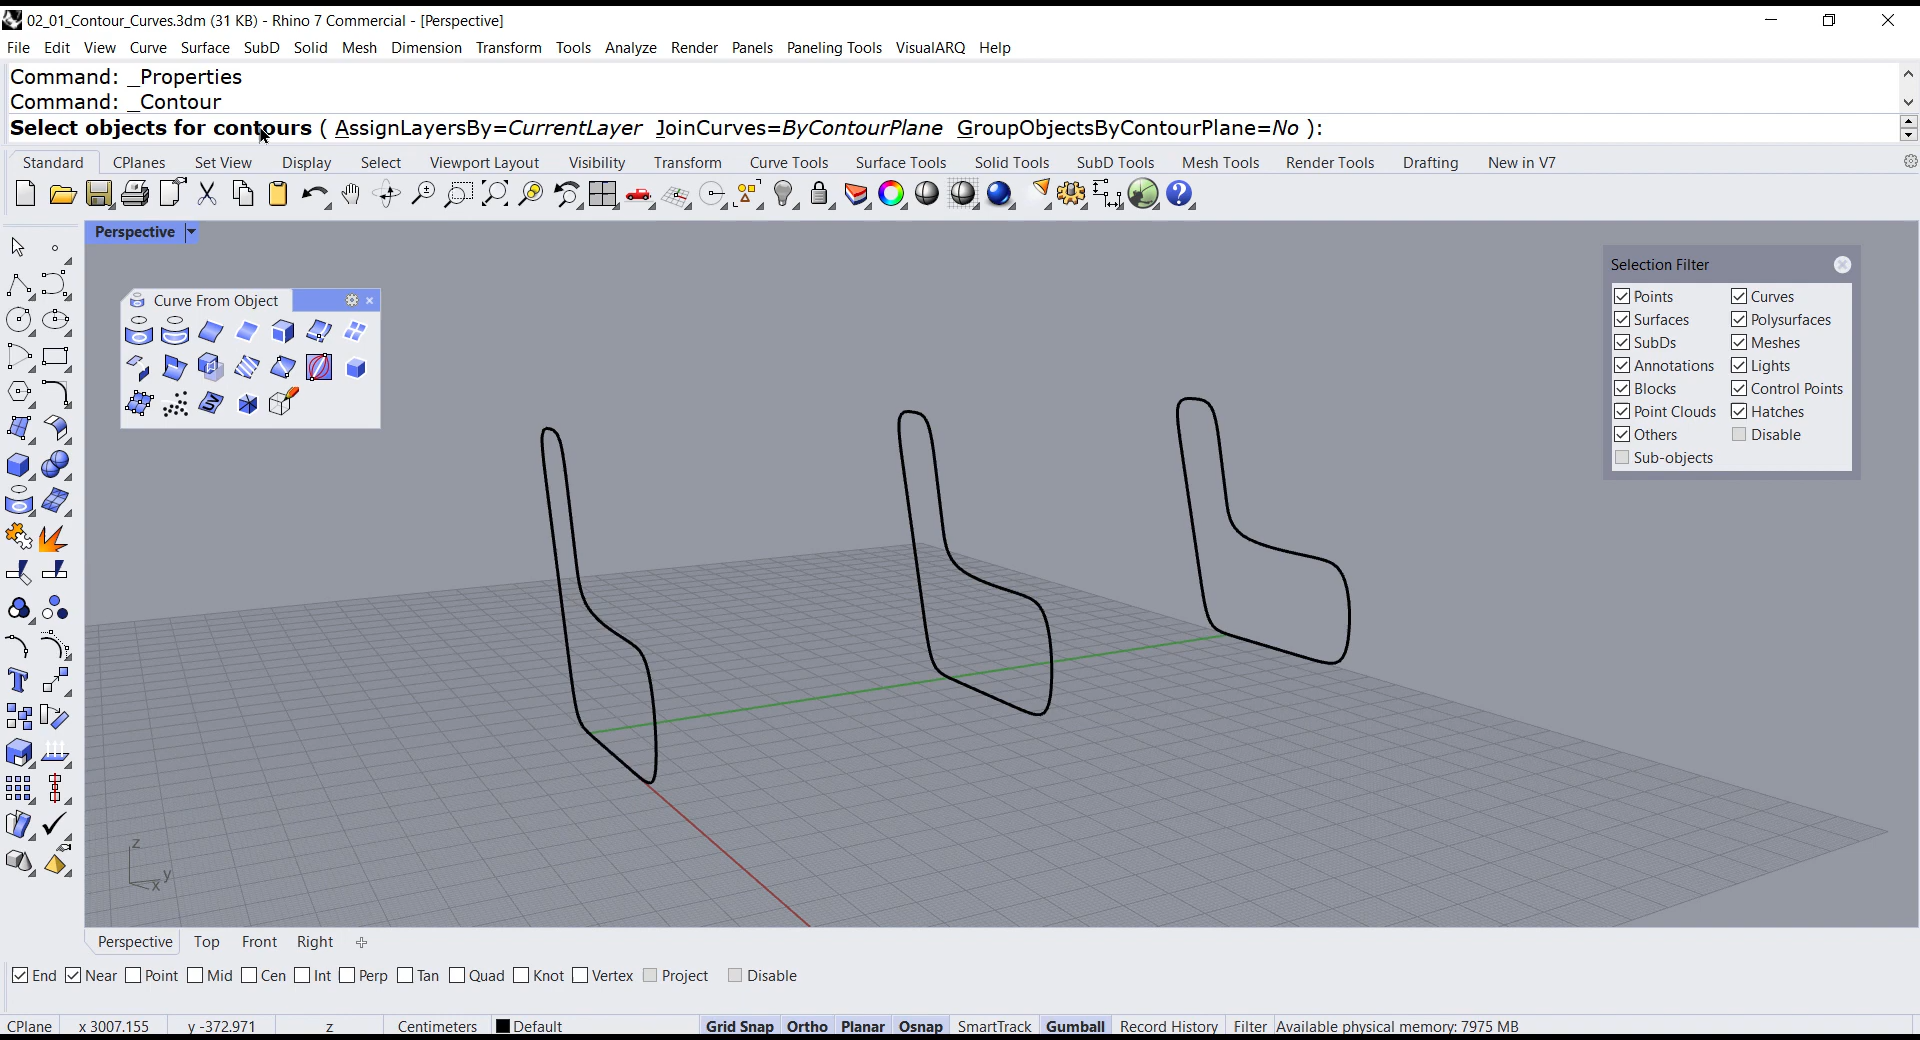 02_01_Contour_Curves.3dm (31 KB) - Rhino 7 Commercial - [Perspective]
File Edit View Curve Surface SubD Solid Mesh Dimension Transform Tools Analyze Render Panels Paneling Tools VisualARQ Help
Command: _Properties
Command: _Contour
Select objects for contours ( AssignLayersBy=CurrentLayer JoinCurves=ByContourPlane GroupObjectsByContourPlane=No ):
Standard CPlanes Set View Display Select Viewport Layout Visibility Transform Curve Tools Surface Tools Solid Tools SubD Tools Mesh Tools Render Tools Drafting New in V7
Perspective
Selection Filter
Points Curves
Surfaces Polysurfaces
SubDs Meshes
Annotations Lights
Blocks Control Points
Point Clouds Hatches
Others Disable
Sub-objects
Curve From Object
z
y
x
Perspective Top Front Right
End Near Point Mid Cen Int Perp Tan Quad Knot Vertex Project Disable
CPlane x 3007.155 y -372.971 z Centimeters Default Grid Snap Ortho Planar Osnap SmartTrack Gumball Record History Filter Available physical memory: 7975 MB